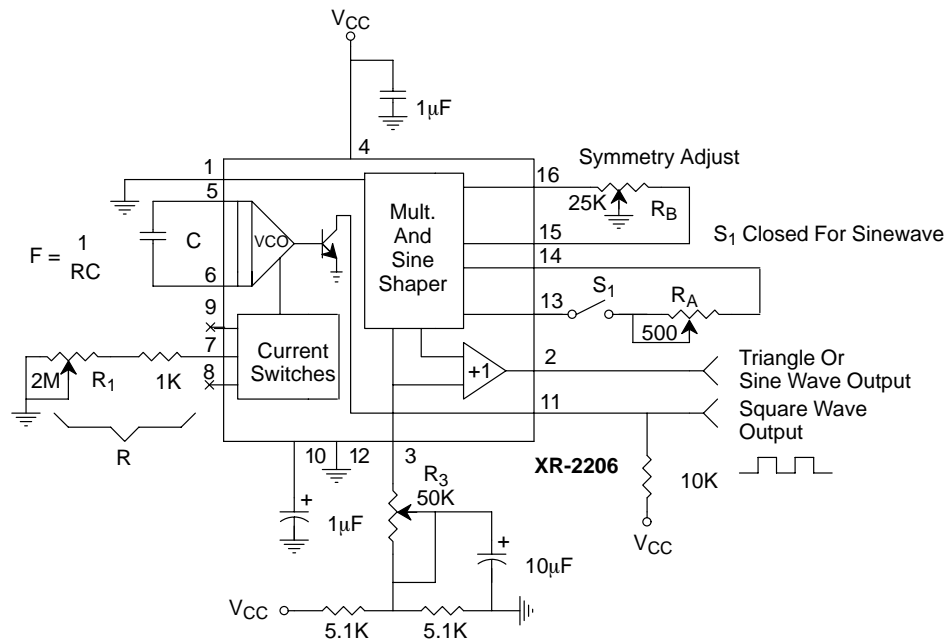 VCC
1µF
4
1
16
Symmetry Adjust
5
25K
RB
Mult.
And
Sine
Shaper
VCO
C
15
S1 Closed For Sinewave
F = 1
RC
6
14
9
13
S1
RA
500
7
Current
Switches
+1
2
Triangle Or
Sine Wave Output
2M
R1
1K
8
11
Square Wave
Output
R
10
12
3
XR-2206
10K
R3
50K
+
1µF
+
10µF
VCC
VCC
5.1K
5.1K